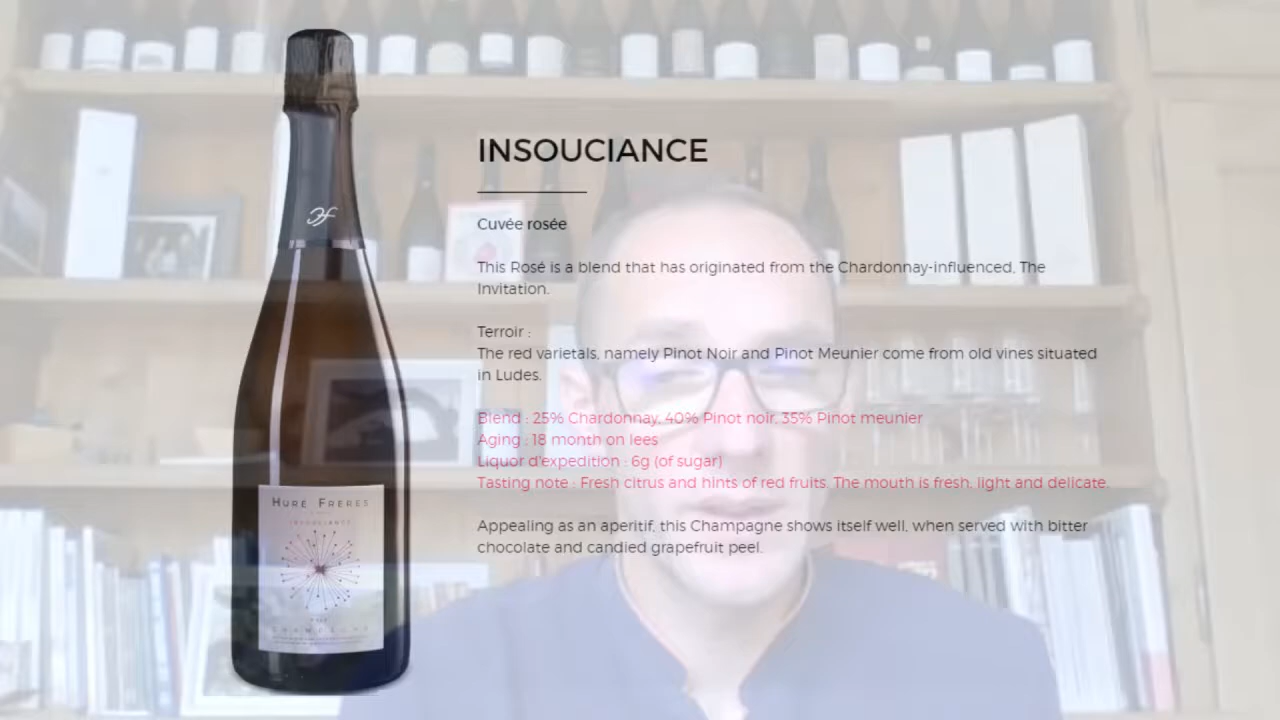 INSOUCIANCE
Cuvée rosée
This Rosé is a blend that has originated from the Chardonnay-influenced, The
Invitation.
Terroir :
The red varietals, namely Pinot Noir and Pinot Meunier come from old vines situated
in Ludes.
Blend : 25% Chardonnay, 40% Pinot noir, 35% Pinot meunier
Aging : 18 month on lees
Liquor d'expedition : 6g (of sugar)
Tasting note : Fresh citrus and hints of red fruits. The mouth is fresh, light and delicate.
Appealing as an aperitif, this Champagne shows itself well, when served with bitter
chocolate and candied grapefruit peel.
HURÉ FRÈRES
INSOUCIANCE
CHAMPAGNE